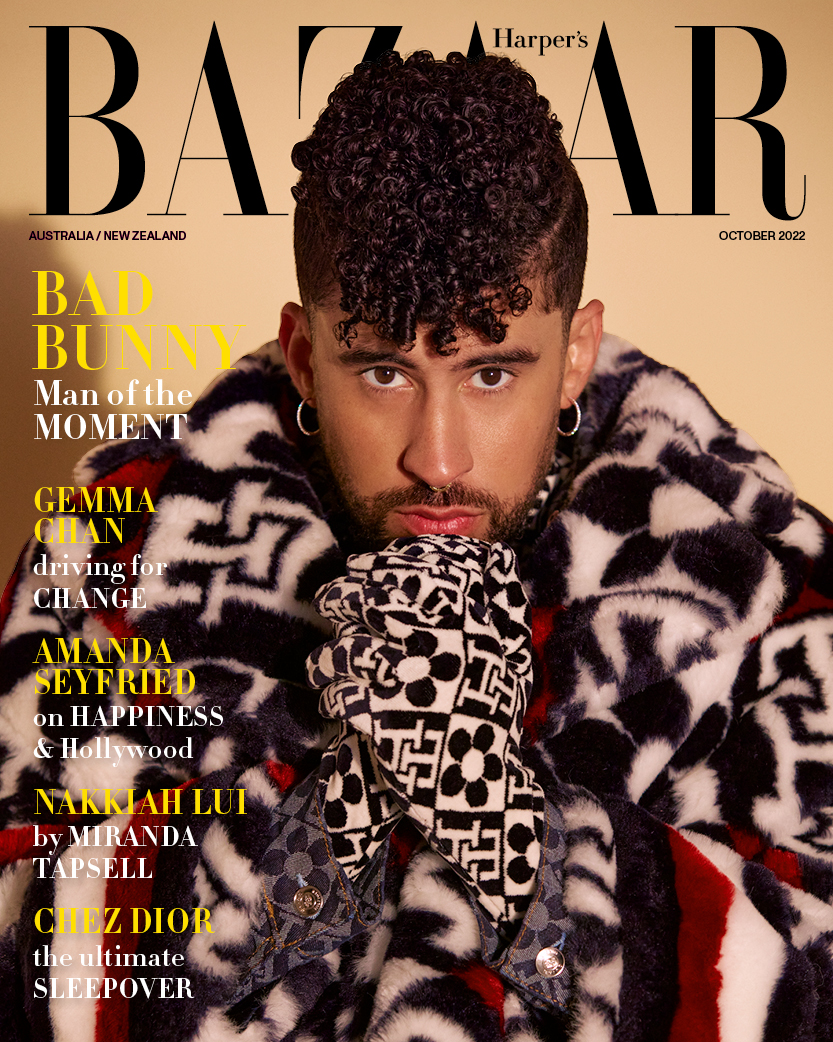 Harper's
BAZAAR
AUSTRALIA / NEW ZEALAND
OCTOBER 2022
BAD
BUNNY
Man of the
MOMENT
GEMMA
CHAN
driving for
CHANGE
AMANDA
SEYFRIED
on HAPPINESS
& Hollywood
NAKKIAH LUI
by MIRANDA
TAPSELL
CHEZ DIOR
the ultimate
SLEEPOVER